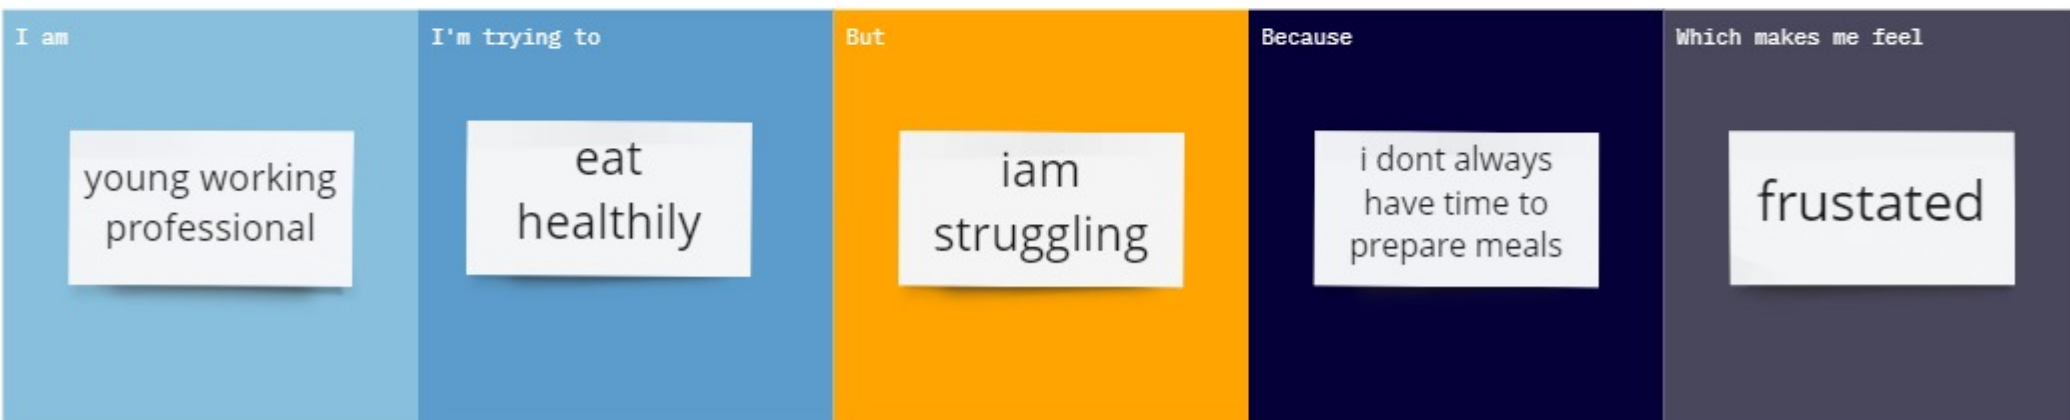 I am
young working
professional
I'm trying to
eat
healthily
But
iam
struggling
Because
i dont always
have time to
prepare meals
Which makes me feel
frustated